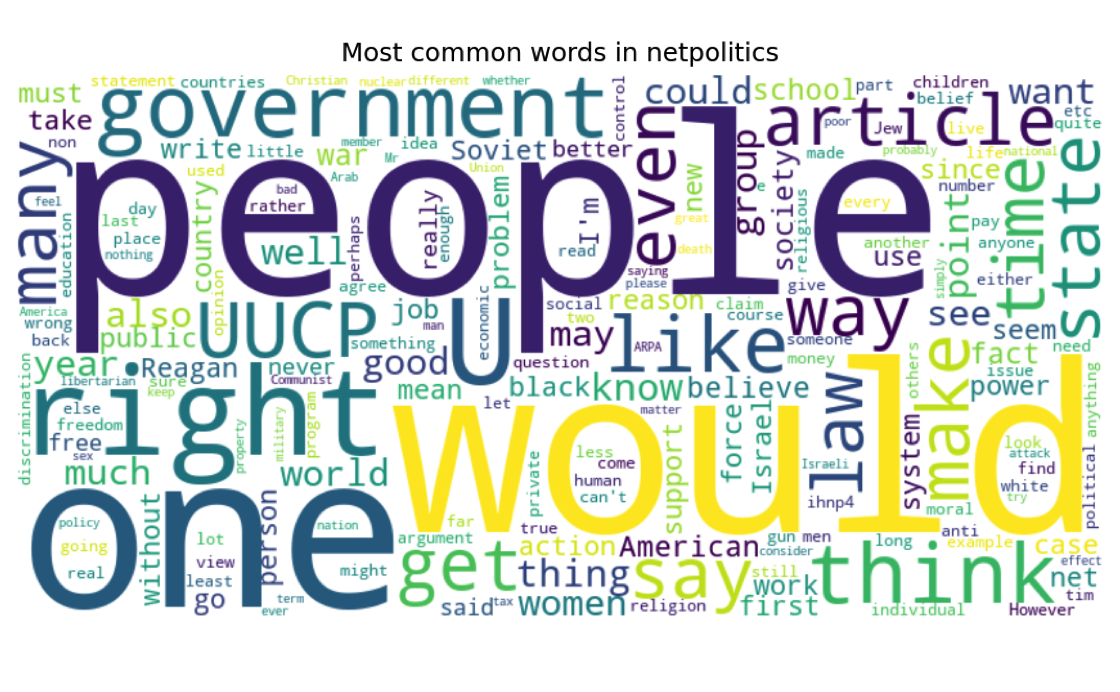 Most common words in netpolitics
statement countries Christian nuclear different whether control part children
must government could school want
take belief etc
non write little war Mr idea Soviet better article poor Jew live quite
member Arab Union made probably life national
many people even new group society since time state
feel used bad every number
education day last rather really enough problem I'm e great religious point pay
place country well perhaps read death another use anyone
nothing opinion agree saying please give simply either
America also UUCP job U social reason claim way see seem need
wrong public man economic may two course someone
back something like ARPA money others fact
year Reagan never good question make issue
discrimination libertarian sure keep Communist mean black know believe law power anything
right let matter
else freedom property military program less look attack
free sex come Israeli system find
much world private human support force Israel ihnp4 white try political
one would can't moral
policy without nation far true anti
going lot person argument action American gun men long example case
real view get consider think effect
least might thing say still work net
go term ever said tax women religion first individual However tim